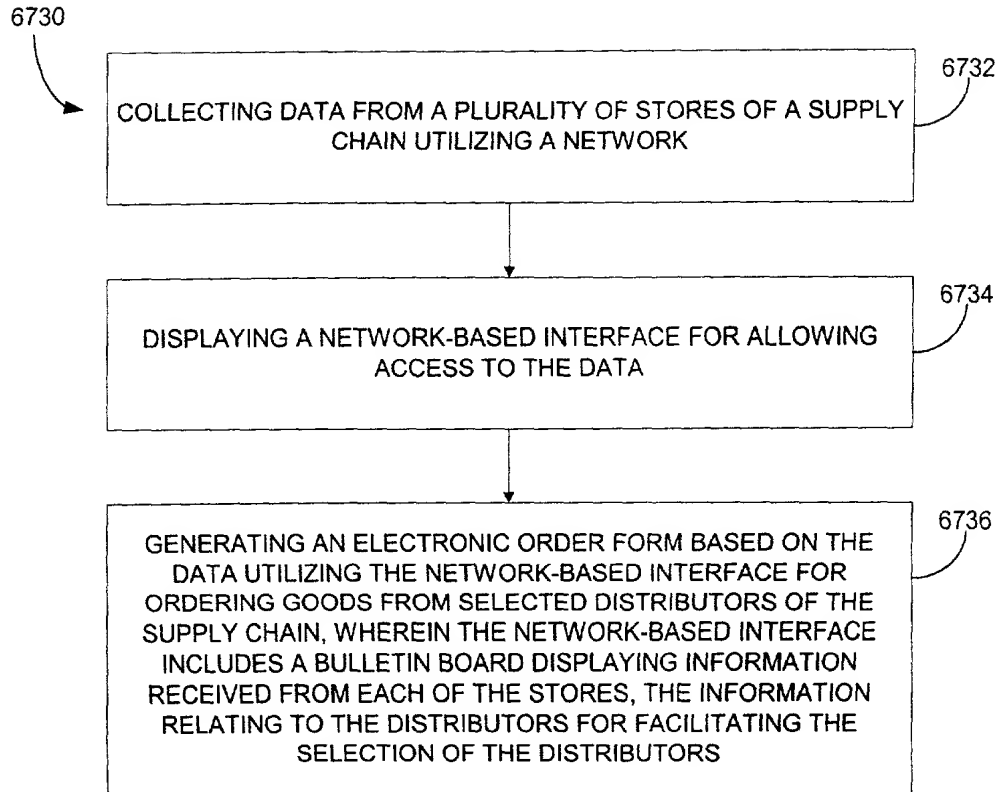 6730
6732
COLLECTING DATA FROM A PLURALITY OF STORES OF A SUPPLY
CHAIN UTILIZING A NETWORK
6734
DISPLAYING A NETWORK-BASED INTERFACE FOR ALLOWING
ACCESS TO THE DATA
6736
GENERATING AN ELECTRONIC ORDER FORM BASED ON THE
DATA UTILIZING THE NETWORK-BASED INTERFACE FOR
ORDERING GOODS FROM SELECTED DISTRIBUTORS OF THE
SUPPLY CHAIN, WHEREIN THE NETWORK-BASED INTERFACE
INCLUDES A BULLETIN BOARD DISPLAYING INFORMATION
RECEIVED FROM EACH OF THE STORES, THE INFORMATION
RELATING TO THE DISTRIBUTORS FOR FACILITATING THE
SELECTION OF THE DISTRIBUTORS